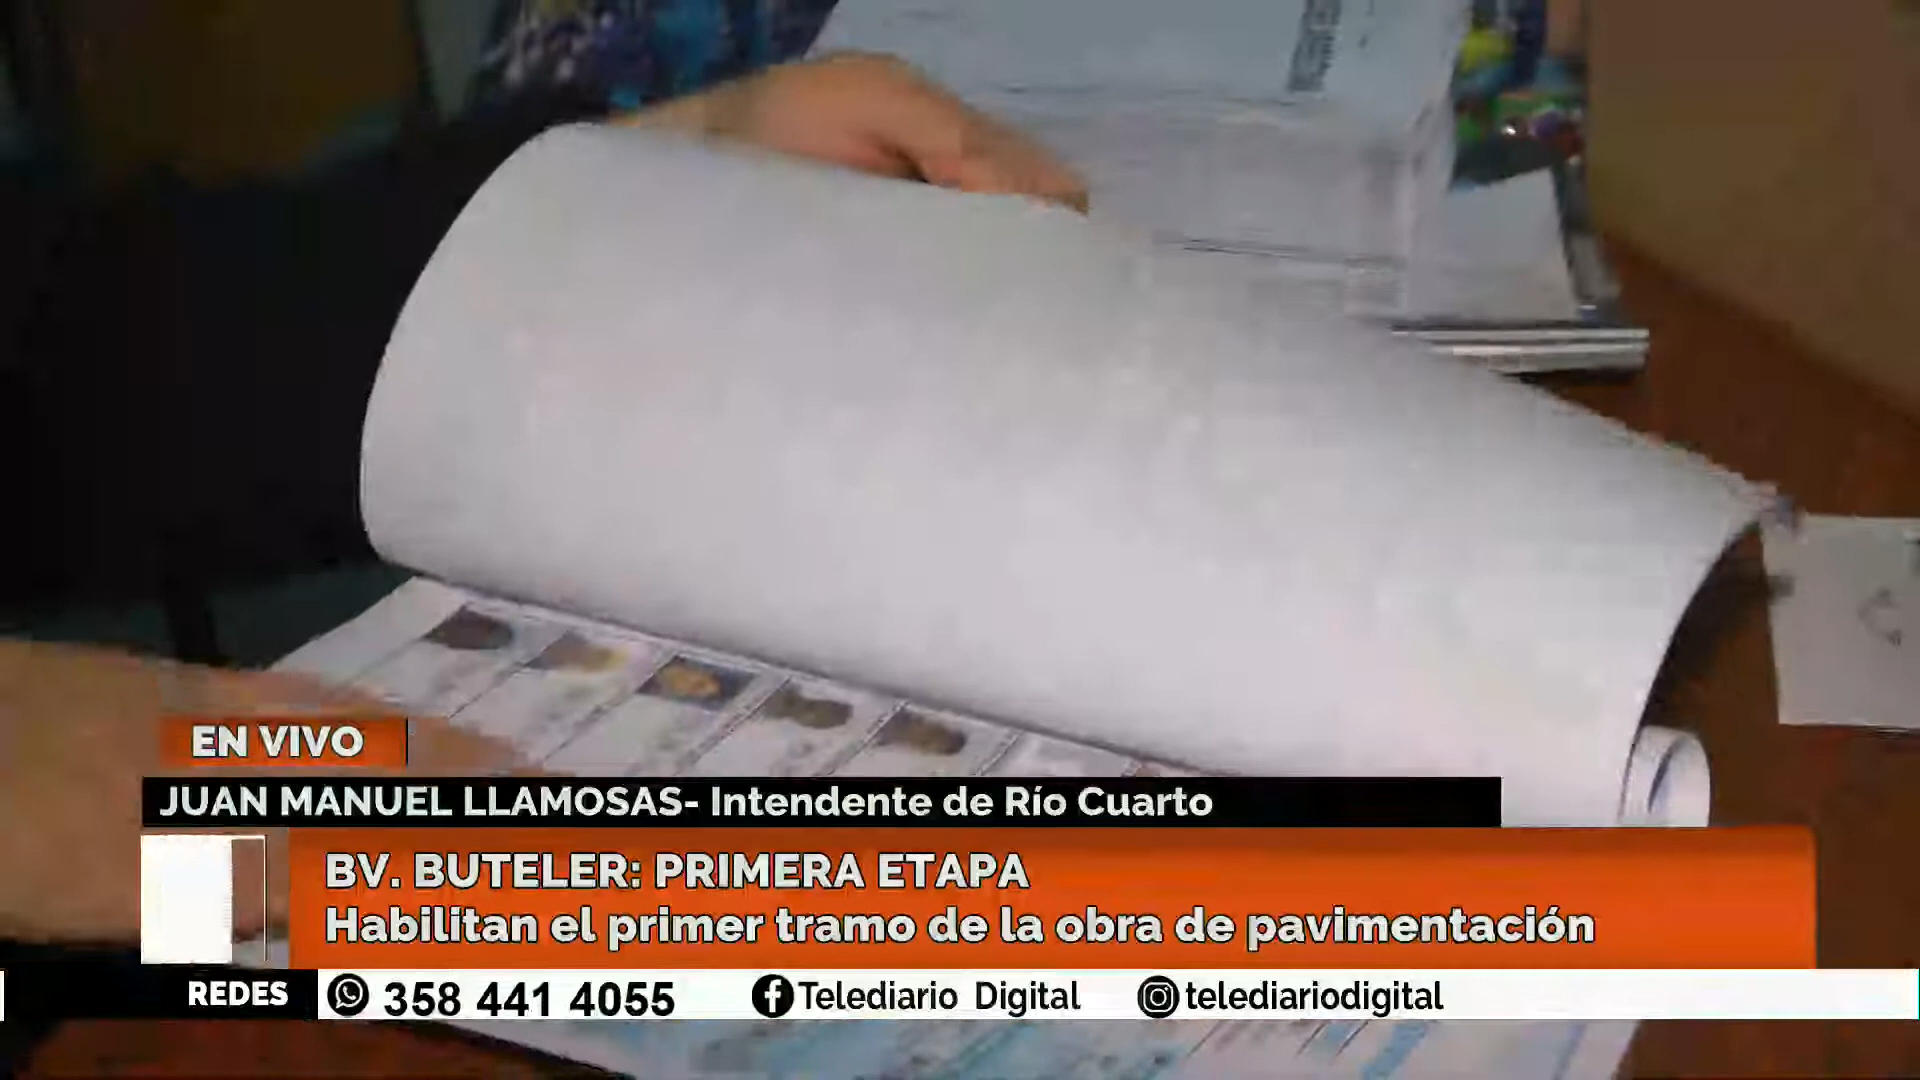 EN VIVO
JUAN MANUEL LLAMOSAS- Intendente de Río Cuarto
BV. BUTELER: PRIMERA ETAPA
Habilitan el primer tramo de la obra de pavimentación
REDES 358 441 4055 Telediario Digital telediariodigital